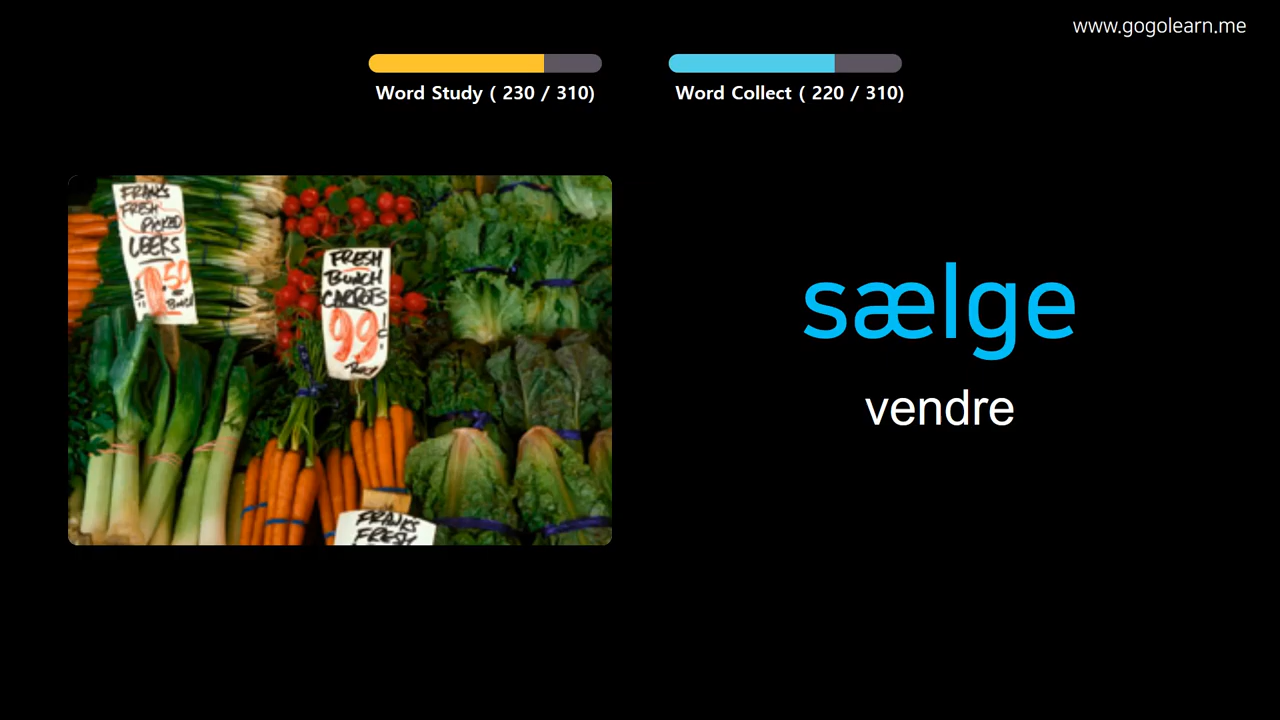 www.gogolearn.me
Word Study ( 230 / 310)
Word Collect ( 220 / 310)
FRANK'S
FRESH
PICKED
LEEKS
FRESH
BUNCH
CARROTS
99
FRANK'S
FRESH
sælge
vendre